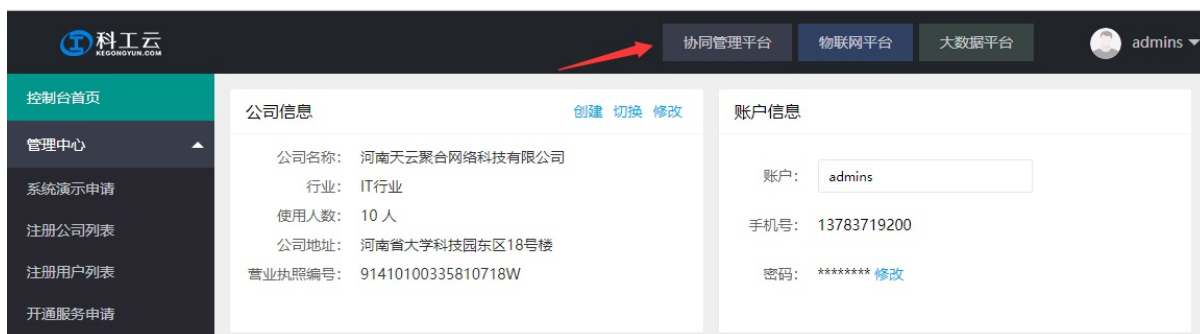 科工云
KEGONGYUN.COM
协同管理平台 物联网平台 大数据平台 admins
控制台首页
管理中心
系统演示申请
注册公司列表
注册用户列表
开通服务申请
公司信息 创建 切换 修改
公司名称: 河南天云聚合网络科技有限公司
行业: IT行业
使用人数: 10 人
公司地址: 河南省大学科技园东区18号楼
营业执照编号: 91410100335810718W
账户信息
账户: admins
手机号: 13783719200
密码: ******** 修改